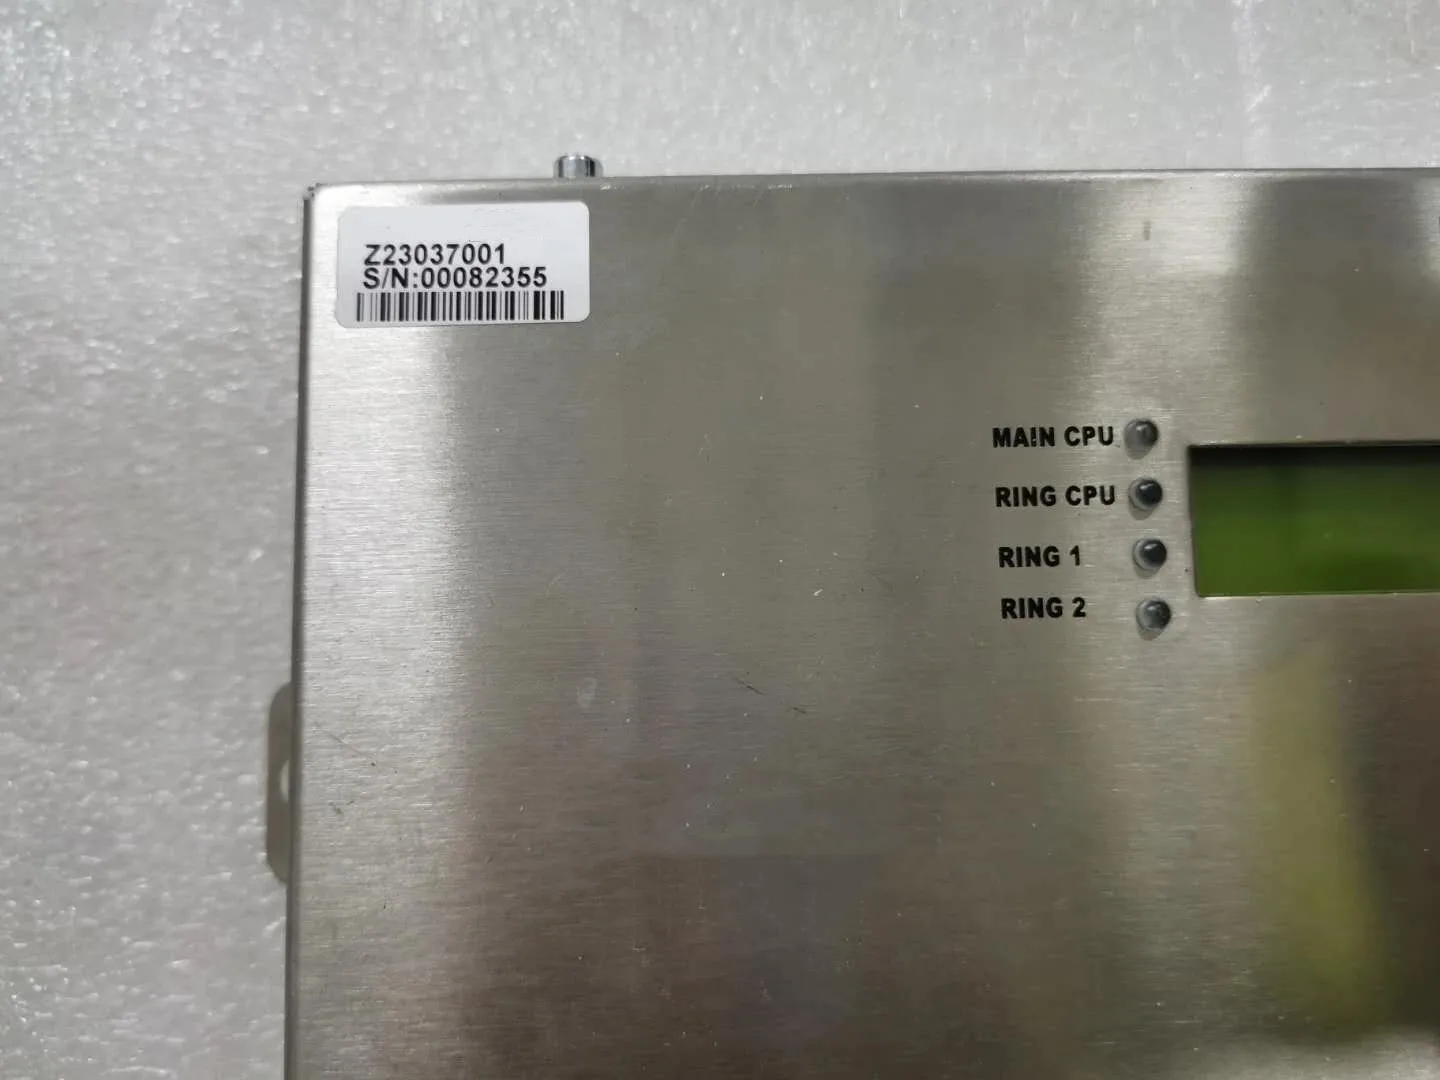 Z23037001
S/N:00082355
MAIN CPU
RING CPU
RING 1
RING 2